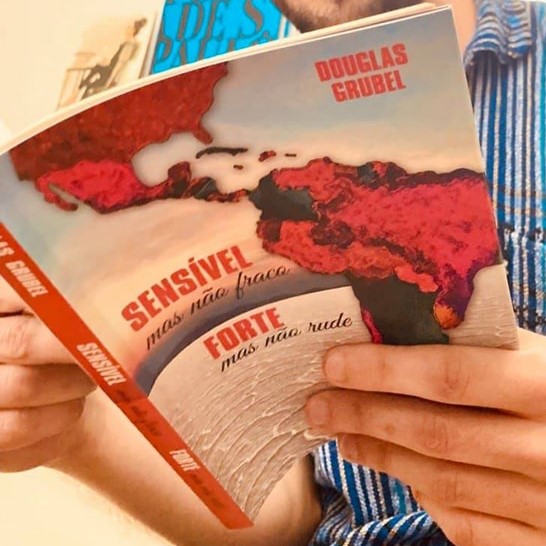 DOUGLAS
GRUBEL
SENSÍVEL
mas não fraco
FORTE
mas não rude
GRUBEL
SENSÍVEL
FORTE